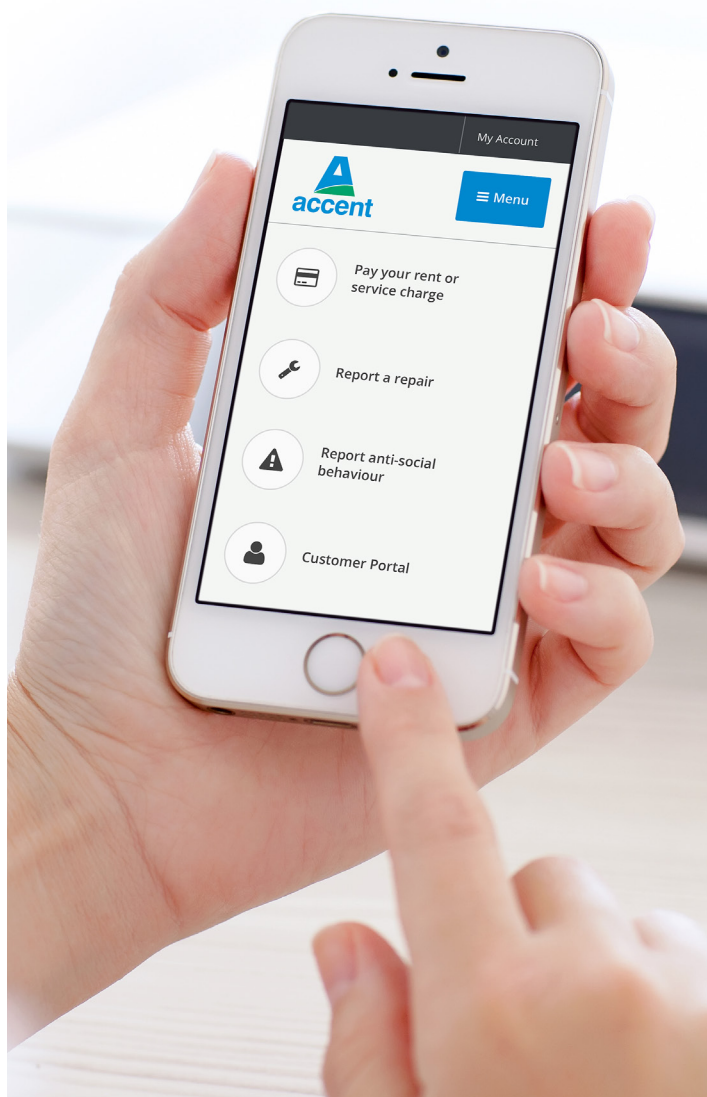 My Account
accent
Menu
Pay your rent or
service charge
Report a repair
Report anti-social
behaviour
Customer Portal